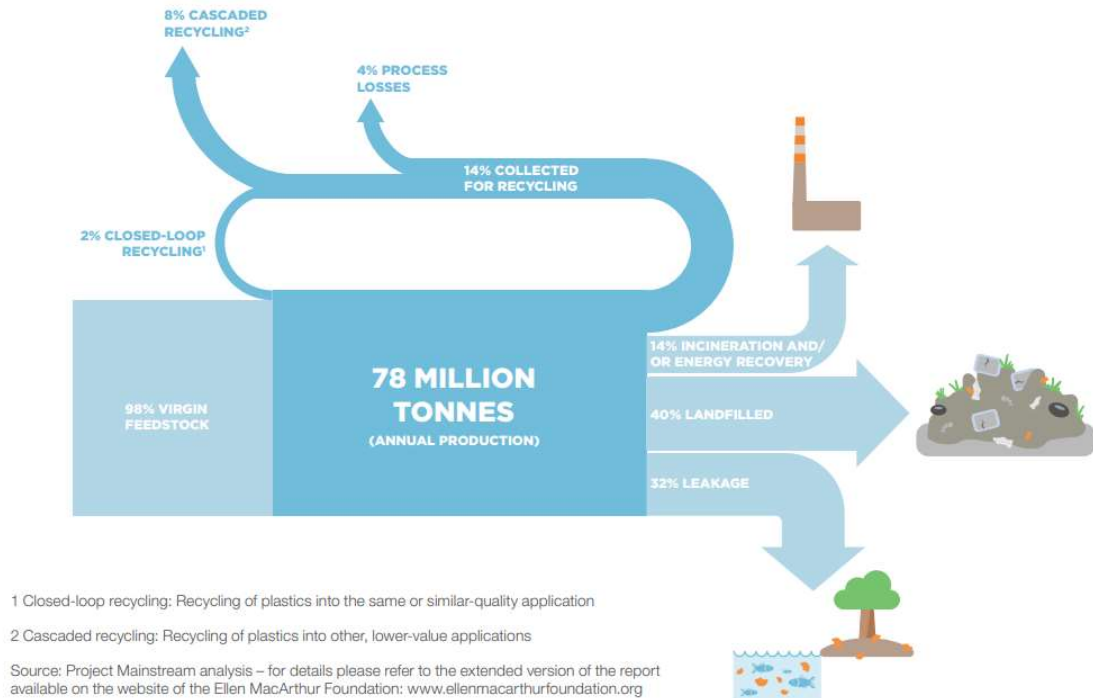 8% CASCADED
RECYCLING²
4% PROCESS
LOSSES
14% COLLECTED
FOR RECYCLING
2% CLOSED-LOOP
RECYCLING¹
98% VIRGIN
FEEDSTOCK
78 MILLION
TONNES
(ANNUAL PRODUCTION)
14% INCINERATION AND/
OR ENERGY RECOVERY
40% LANDFILLED
32% LEAKAGE
1 Closed-loop recycling: Recycling of plastics into the same or similar-quality application
2 Cascaded recycling: Recycling of plastics into other, lower-value applications
Source: Project Mainstream analysis – for details please refer to the extended version of the report
available on the website of the Ellen MacArthur Foundation: www.ellenmacarthurfoundation.org